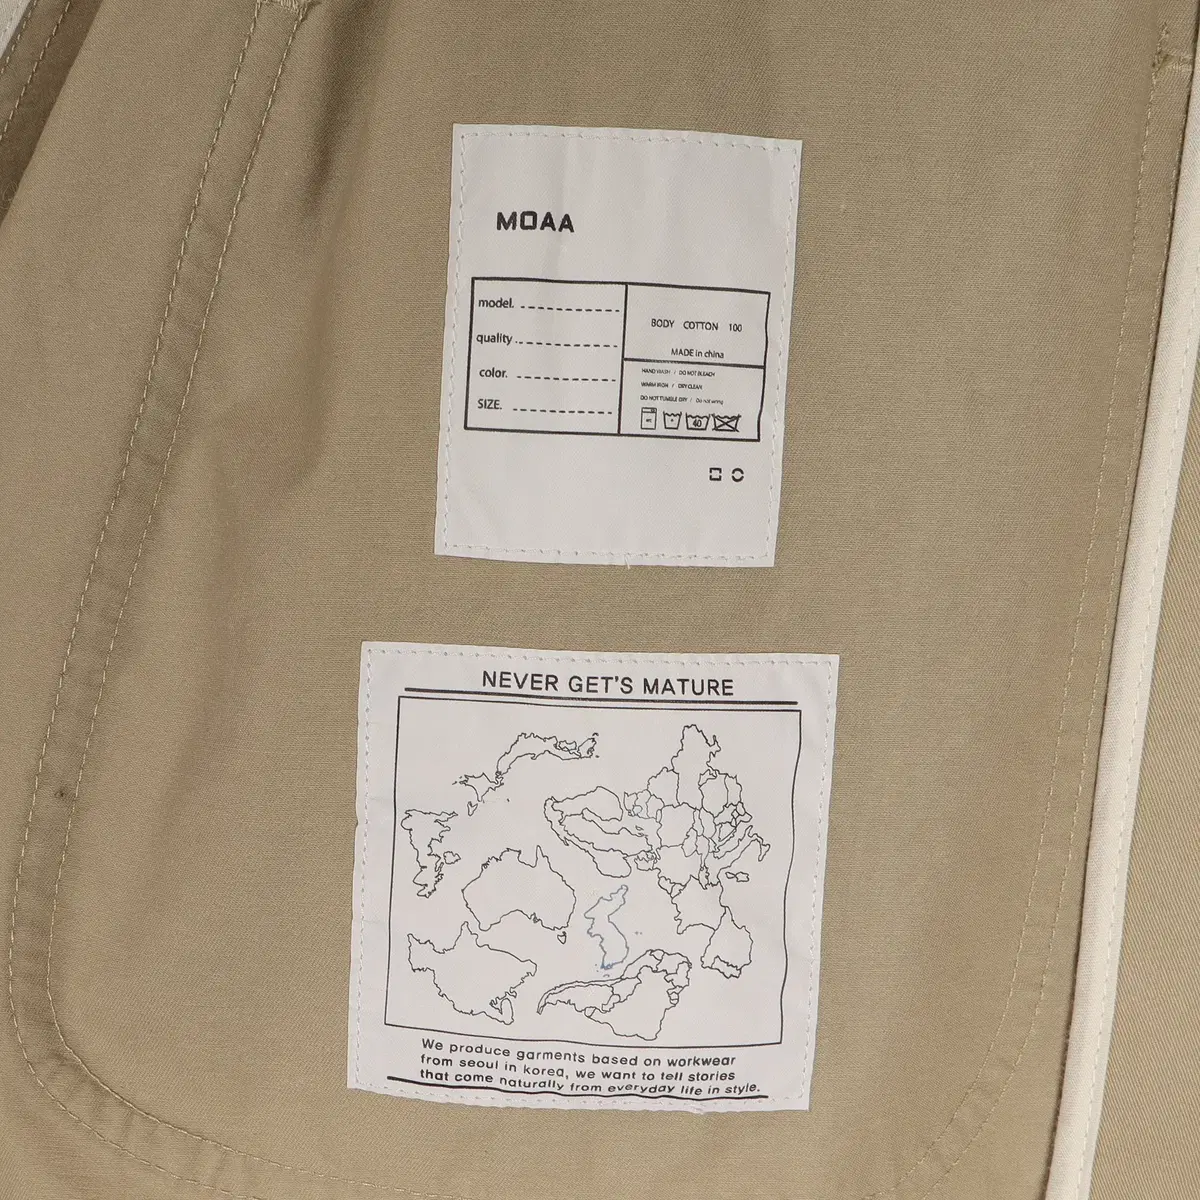 MOAA
model.
quality
color.
SIZE.
BODY COTTON 100
MADE in china
HAND WASH / DO NOT BLEACH
WARM IRON / DRY CLEAN
DO NOT TUMBLE DRY / Do not wring
40
NEVER GET'S MATURE
We produce garments based on workwear
from seoul in korea, we want to tell stories
that come naturally from everyday life in style.